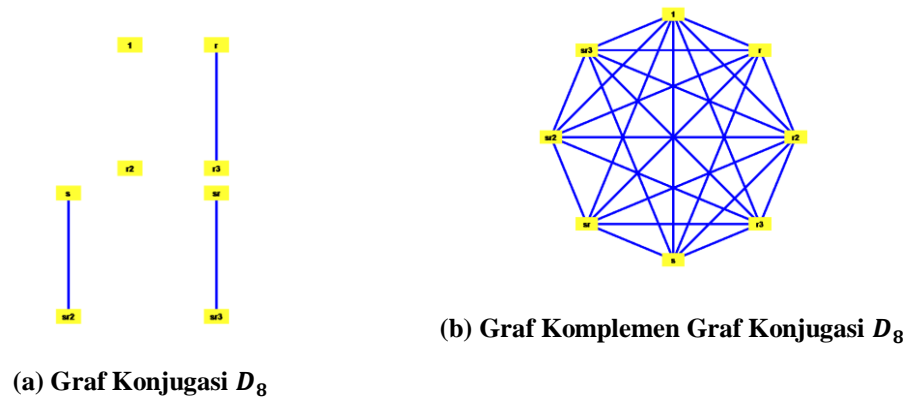 1 r
r2 r3
s sr
sr2 sr3
(a) Graf Konjugasi 𝑫𝟖
1
sr3 r
sr2 r2
sr r3
s
(b) Graf Komplemen Graf Konjugasi 𝑫𝟖